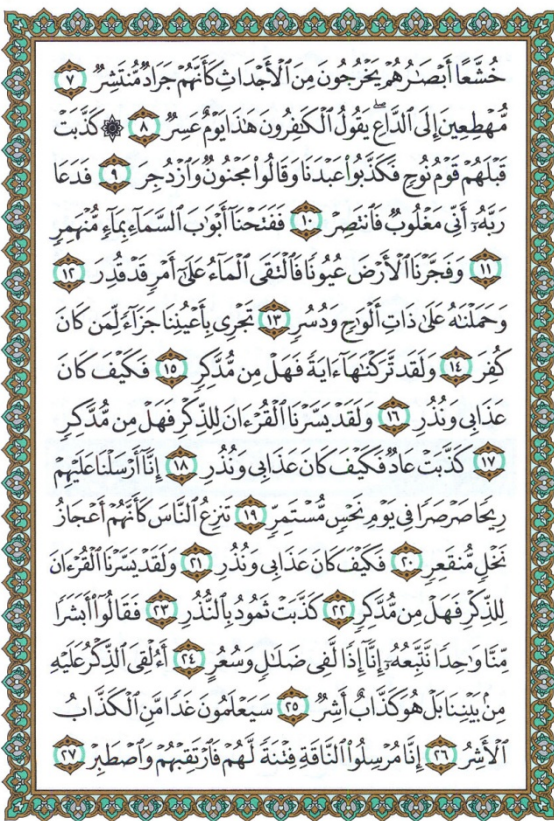 خُشَّعًا أَبْصَٰرُهُمْ يَخْرُجُونَ مِنَ ٱلْأَجْدَاثِ كَأَنَّهُمْ جَرَادٌ مُّنتَشِرٌ ٧
مُّهْطِعِينَ إِلَى ٱلدَّاعِ ۖ يَقُولُ ٱلْكَٰفِرُونَ هَٰذَا يَوْمٌ عَسِرٌ ٨ ۞ كَذَّبَتْ
قَبْلَهُمْ قَوْمُ نُوحٍ فَكَذَّبُوا۟ عَبْدَنَا وَقَالُوا۟ مَجْنُونٌ وَٱزْدُجِرَ ٩ فَدَعَا
رَبَّهُۥٓ أَنِّى مَغْلُوبٌ فَٱنتَصِرْ ١٠ فَفَتَحْنَآ أَبْوَٰبَ ٱلسَّمَآءِ بِمَآءٍ مُّنْهَمِرٍ
١١ وَفَجَّرْنَا ٱلْأَرْضَ عُيُونًا فَٱلْتَقَى ٱلْمَآءُ عَلَىٰٓ أَمْرٍ قَدْ قُدِرَ ١٢
وَحَمَلْنَٰهُ عَلَىٰ ذَاتِ أَلْوَٰحٍ وَدُسُرٍ ١٣ تَجْرِى بِأَعْيُنِنَا جَزَآءً لِّمَن كَانَ
كُفِرَ ١٤ وَلَقَد تَّرَكْنَٰهَآ ءَايَةً فَهَلْ مِن مُّدَّكِرٍ ١٥ فَكَيْفَ كَانَ
عَذَابِى وَنُذُرِ ١٦ وَلَقَدْ يَسَّرْنَا ٱلْقُرْءَانَ لِلذِّكْرِ فَهَلْ مِن مُّدَّكِرٍ
١٧ كَذَّبَتْ عَادٌ فَكَيْفَ كَانَ عَذَابِى وَنُذُرِ ١٨ إِنَّآ أَرْسَلْنَا عَلَيْهِمْ
رِيحًا صَرْصَرًا فِى يَوْمِ نَحْسٍ مُّسْتَمِرٍّ ١٩ تَنزِعُ ٱلنَّاسَ كَأَنَّهُمْ أَعْجَازُ
نَخْلٍ مُّنقَعِرٍ ٢٠ فَكَيْفَ كَانَ عَذَابِى وَنُذُرِ ٢١ وَلَقَدْ يَسَّرْنَا ٱلْقُرْءَانَ
لِلذِّكْرِ فَهَلْ مِن مُّدَّكِرٍ ٢٢ كَذَّبَتْ ثَمُودُ بِٱلنُّذُرِ ٢٣ فَقَالُوٓا۟ أَبَشَرًا
مِّنَّا وَٰحِدًا نَّتَّبِعُهُۥٓ إِنَّآ إِذًا لَّفِى ضَلَٰلٍ وَسُعُرٍ ٢٤ أَءُلْقِىَ ٱلذِّكْرُ عَلَيْهِ
مِنۢ بَيْنِنَا بَلْ هُوَ كَذَّابٌ أَشِرٌ ٢٥ سَيَعْلَمُونَ غَدًا مَّنِ ٱلْكَذَّابُ
ٱلْأَشِرُ ٢٦ إِنَّا مُرْسِلُوا۟ ٱلنَّاقَةِ فِتْنَةً لَّهُمْ فَٱرْتَقِبْهُمْ وَٱصْطَبِرْ ٢٧